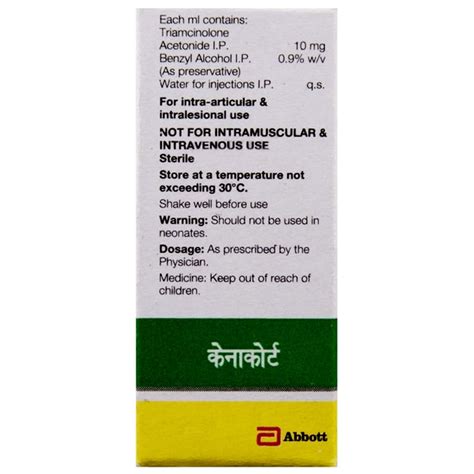 Each ml contains:
Triamcinolone
Acetonide I.P. 10 mg
Benzyl Alcohol I.P. 0.9% w/v
(As preservative)
Water for injections I.P. q.s.
For intra-articular &
intralesional use
NOT FOR INTRAMUSCULAR &
INTRAVENOUS USE
Sterile
Store at a temperature not
exceeding 30°C.
Shake well before use
Warning: Should not be used in
neonates.
Dosage: As prescribed by the
Physician.
Medicine: Keep out of reach of
children.
केनाकोर्ट
Abbott